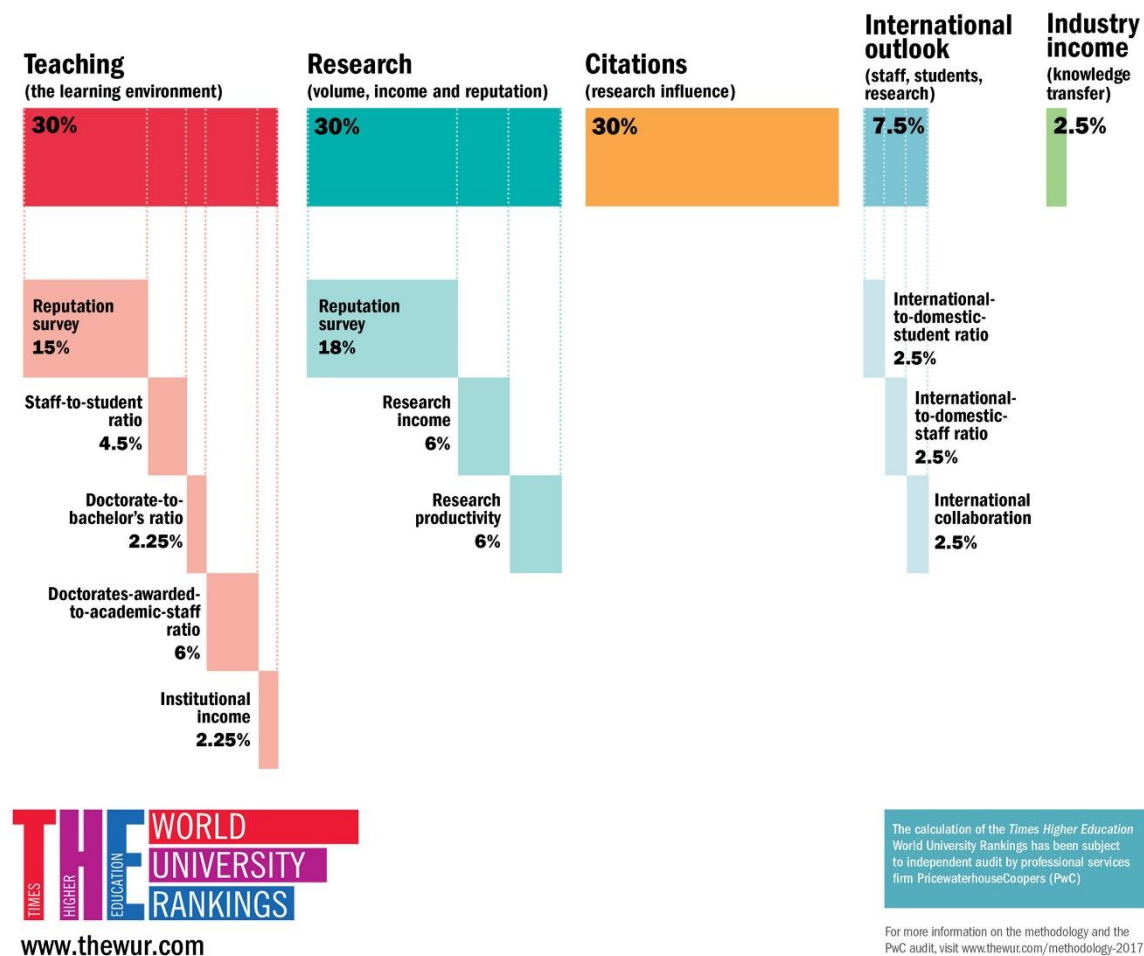 Teaching
(the learning environment)
30%
Reputation
survey
15%
Staff-to-student
ratio
4.5%
Doctorate-to-
bachelor's ratio
2.25%
Doctorates-awarded-
to-academic-staff
ratio
6%
Institutional
income
2.25%
Research
(volume, income and reputation)
30%
Reputation
survey
18%
Research
income
6%
Research
productivity
6%
Citations
(research influence)
30%
International
outlook
(staff, students,
research)
7.5%
International-
to-domestic-
student ratio
2.5%
International-
to-domestic-
staff ratio
2.5%
International
collaboration
2.5%
Industry
income
(knowledge
transfer)
2.5%
THE
TIMES
HIGHER
EDUCATION
WORLD
UNIVERSITY
RANKINGS
www.thewur.com
The calculation of the Times Higher Education
World University Rankings has been subject
to independent audit by professional services
firm PricewaterhouseCoopers (PwC)
For more information on the methodology and the
PwC audit, visit www.thewur.com/methodology-2017